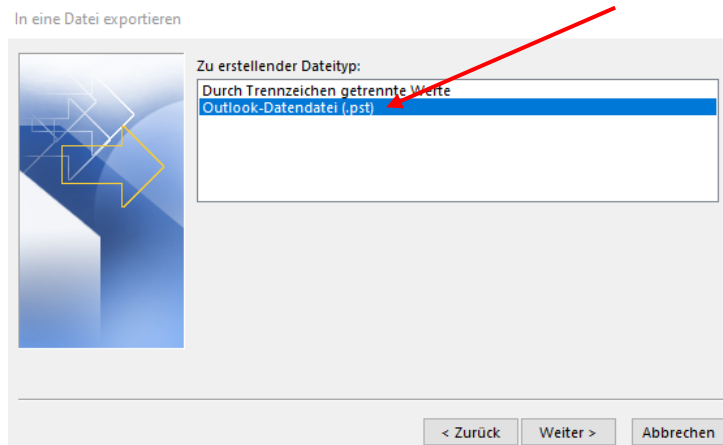 In eine Datei exportieren
Zu erstellender Dateityp:
Durch Trennzeichen getrennte Werte
Outlook-Datendatei (.pst)
< Zurück
Weiter >
Abbrechen